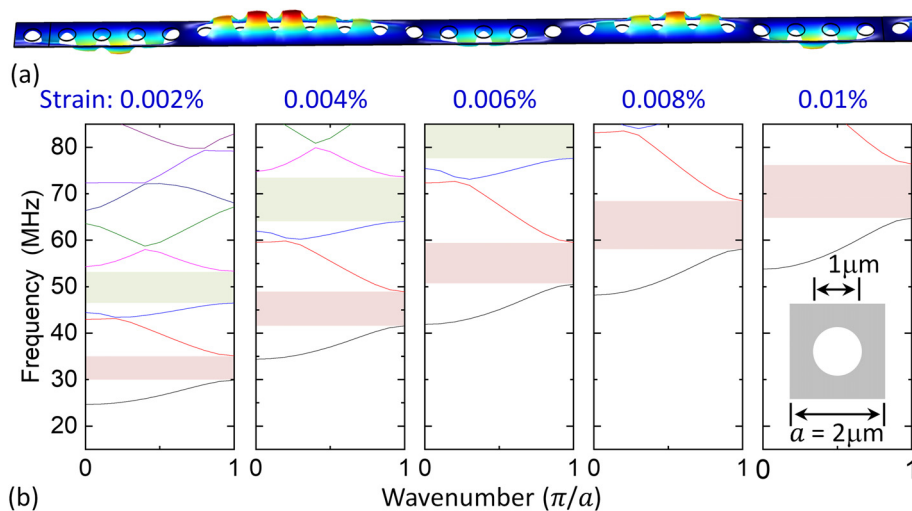 (a)
Strain: 0.002% 0.004% 0.006% 0.008% 0.01%
80
70
60
50
40
30
20
Frequency (MHz)
1μm
a = 2μm
0 1 0 1 0 1 0 1 0 1
(b) Wavenumber (π/a)